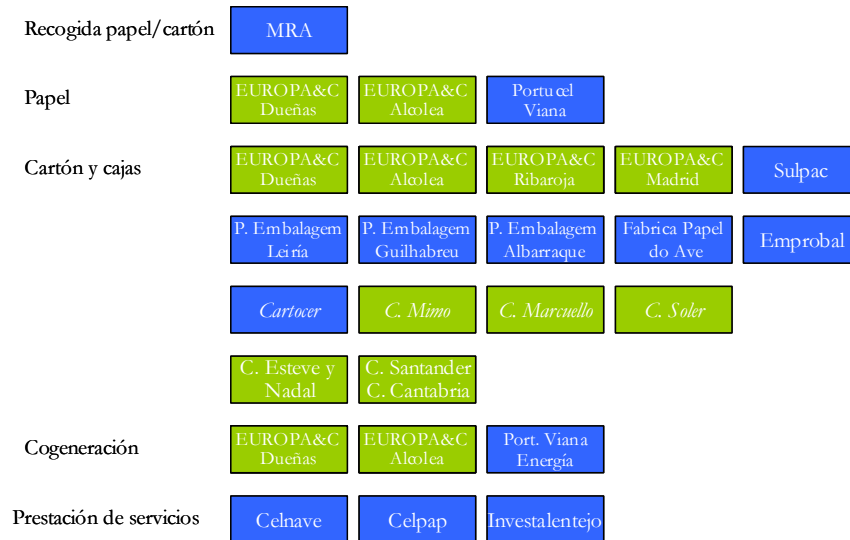 Recogida papel/cartón
MRA
Papel
EUROPA&C
Dueñas
EUROPA&C
Alcolea
Portucel
Viana
Cartón y cajas
EUROPA&C
Dueñas
EUROPA&C
Alcolea
EUROPA&C
Ribaroja
EUROPA&C
Madrid
Sulpac
P. Embalagem
Leiría
P. Embalagem
Guilhabreu
P. Embalagem
Albarraque
Fabrica Papel
do Ave
Emprobal
Cartocer
C. Mimo
C. Marcuello
C. Soler
C. Esteve y
Nadal
C. Santander
C. Cantabria
Cogeneración
EUROPA&C
Dueñas
EUROPA&C
Alcolea
Port. Viana
Energía
Prestación de servicios
Celnave
Celpap
Investalentejo